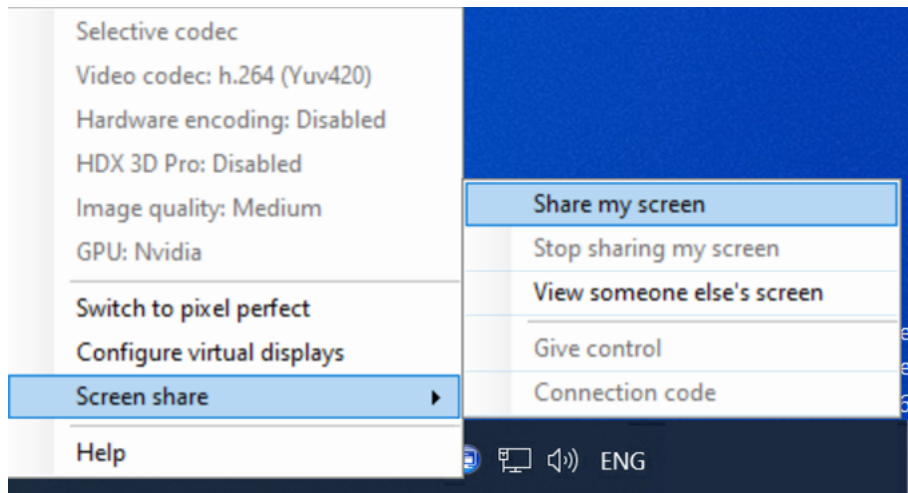 Selective codec
Video codec: h.264 (Yuv420)
Hardware encoding: Disabled
HDX 3D Pro: Disabled
Image quality: Medium
GPU: Nvidia
Switch to pixel perfect
Configure virtual displays
Screen share
Help
Share my screen
Stop sharing my screen
View someone else's screen
Give control
Connection code
ENG